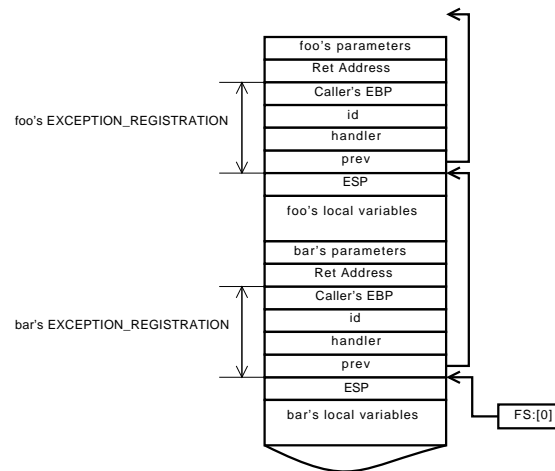 foo's parameters
Ret Address
Caller's EBP
foo's EXCEPTION_REGISTRATION
id
handler
prev
ESP
foo's local variables
bar's parameters
Ret Address
Caller's EBP
bar's EXCEPTION_REGISTRATION
id
handler
prev
ESP
bar's local variables
FS:[0]